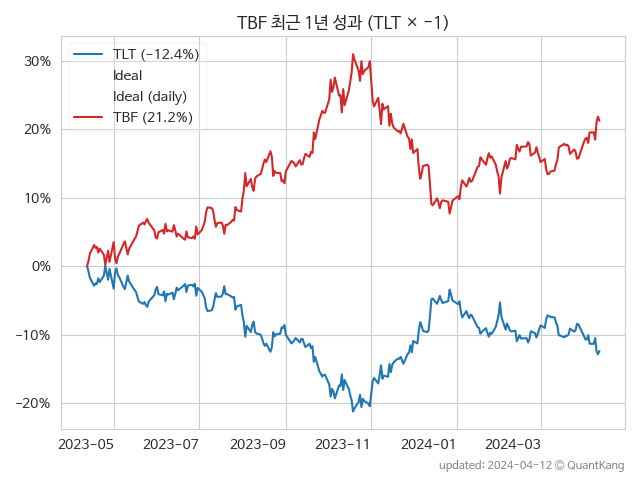 TBF 최근 1년 성과 (TLT × −1)
TLT (−12.4%)
Ideal
Ideal (daily)
TBF (21.2%)
30%
20%
10%
0%
−10%
−20%
2023-05 2023-07 2023-09 2023-11 2024-01 2024-03
updated: 2024-04-12 © QuantKang